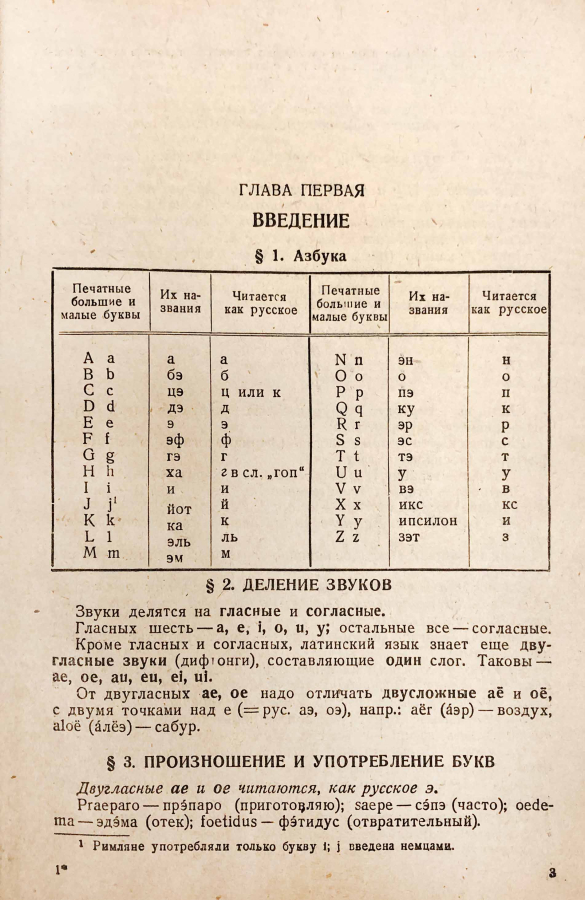 ГЛАВА ПЕРВАЯ
ВВЕДЕНИЕ
§ 1. Азбука
Печатные большие и малые буквы | Их на-звания | Читается как русское | Печатные большие и малые буквы | Их на-звания | Читается как русское
A a | а | а | N n | эн | н
B b | бэ | б | O o | о | о
C c | цэ | ц или к | P p | пэ | п
D d | дэ | д | Q q | ку | к
E e | э | э | R r | эр | р
F f | эф | ф | S s | эс | с
G g | гэ | г | T t | тэ | т
H h | ха | г в сл. „гоп“ | U u | у | у
I i | и | и | V v | вэ | в
J j¹ | йот | й | X x | икс | кс
K k | ка | к | Y y | ипсилон | и
L l | эль | ль | Z z | зэт | з
M m | эм | м
§ 2. ДЕЛЕНИЕ ЗВУКОВ
Звуки делятся на гласные и согласные.
Гласных шесть — a, e, i, o, u, y; остальные все — согласные.
Кроме гласных и согласных, латинский язык знает еще дву-
гласные звуки (дифтонги), составляющие один слог. Таковы —
ae, oe, au, eu, ei, ui.
От двугласных ae, oe надо отличать двусложные aë и oë,
с двумя точками над e (= рус. аэ, оэ), напр.: aër (áэр) — воздух,
aloë (áлёэ) — сабур.
§ 3. ПРОИЗНОШЕНИЕ И УПОТРЕБЛЕНИЕ БУКВ
Двугласные ae и oe читаются, как русское э.
Praeparo — прэ́паро (приготовляю); saepe — сэ́пэ (часто); oede-
ma — эдэ́ма (отек); foetidus — фэ́тидус (отвратительный).
¹ Римляне употребляли только букву i; j введена немцами.
1* 3